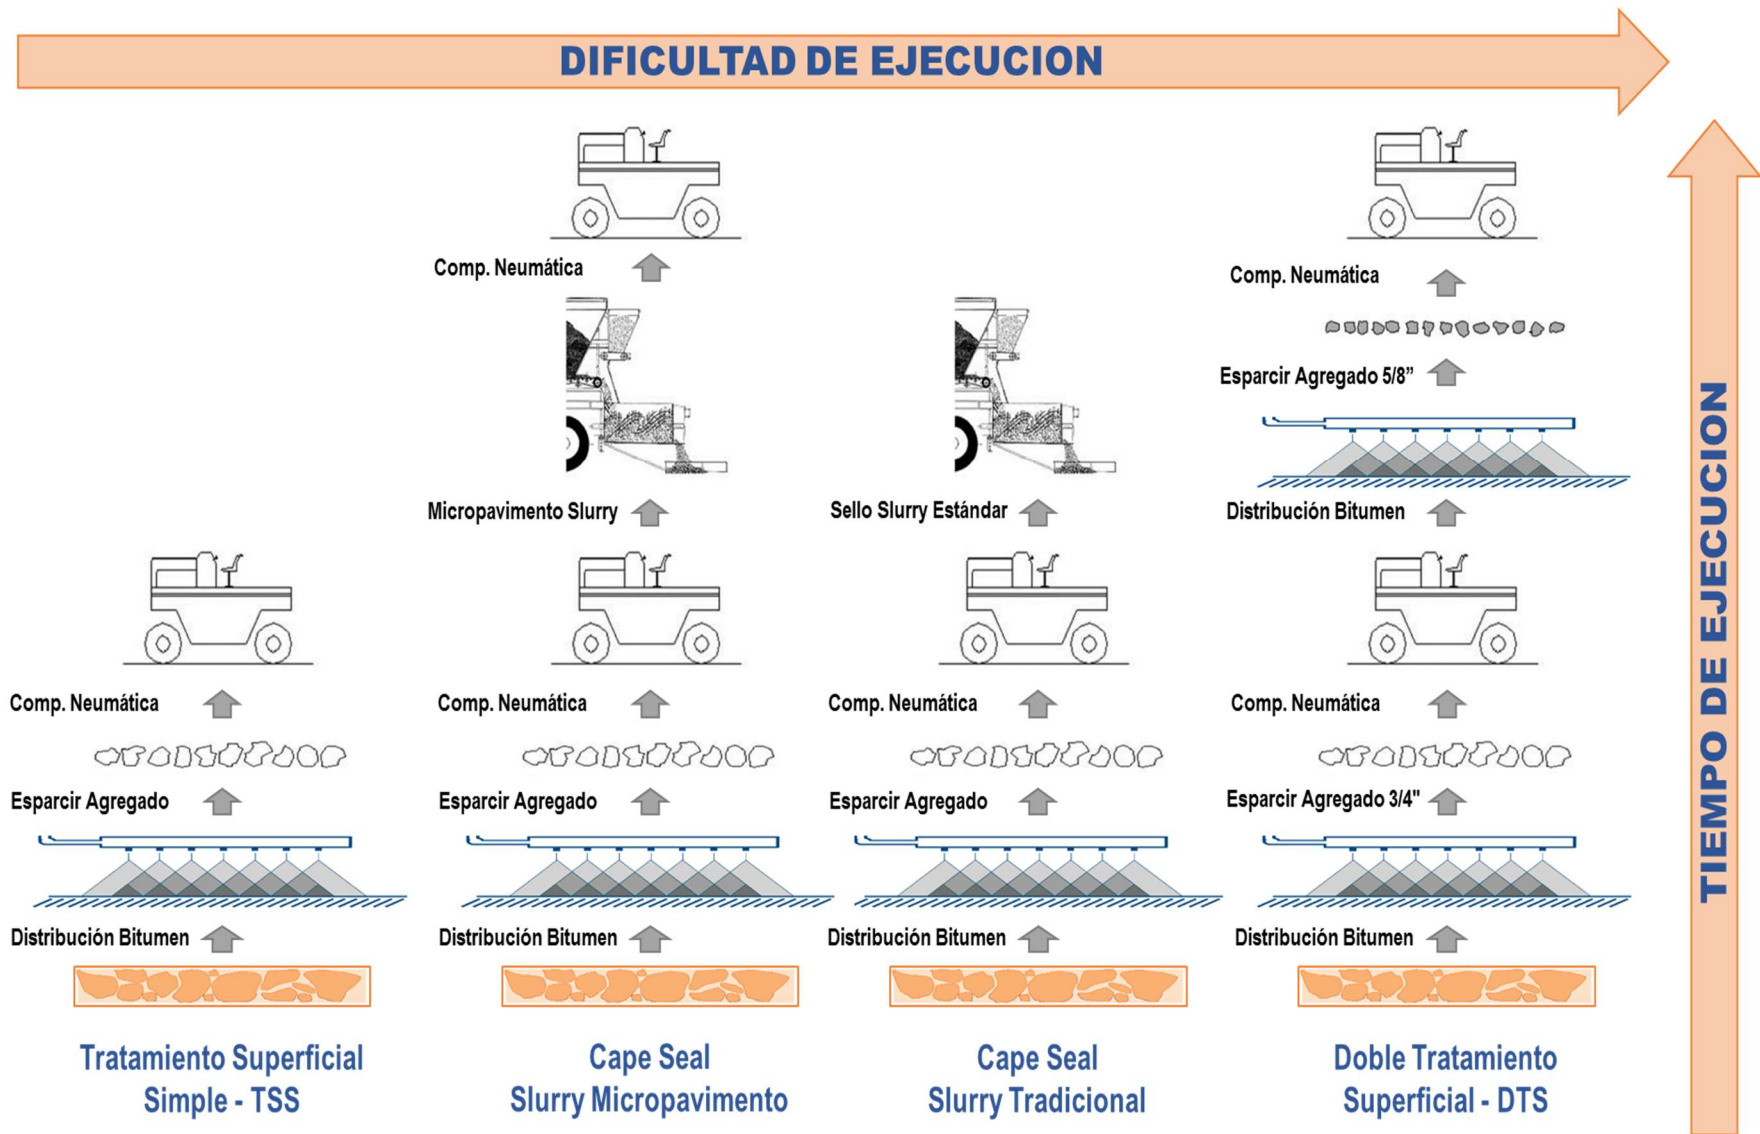 DIFICULTAD DE EJECUCION
Comp. Neumática
Comp. Neumática
Esparcir Agregado 5/8”
Micropavimento Slurry
Sello Slurry Estándar
Distribución Bitumen
Comp. Neumática
Comp. Neumática
Comp. Neumática
Comp. Neumática
Esparcir Agregado
Esparcir Agregado
Esparcir Agregado
Esparcir Agregado 3/4"
Distribución Bitumen
Distribución Bitumen
Distribución Bitumen
Distribución Bitumen
Tratamiento Superficial
Simple - TSS
Cape Seal
Slurry Micropavimento
Cape Seal
Slurry Tradicional
Doble Tratamiento
Superficial - DTS
TIEMPO DE EJECUCION